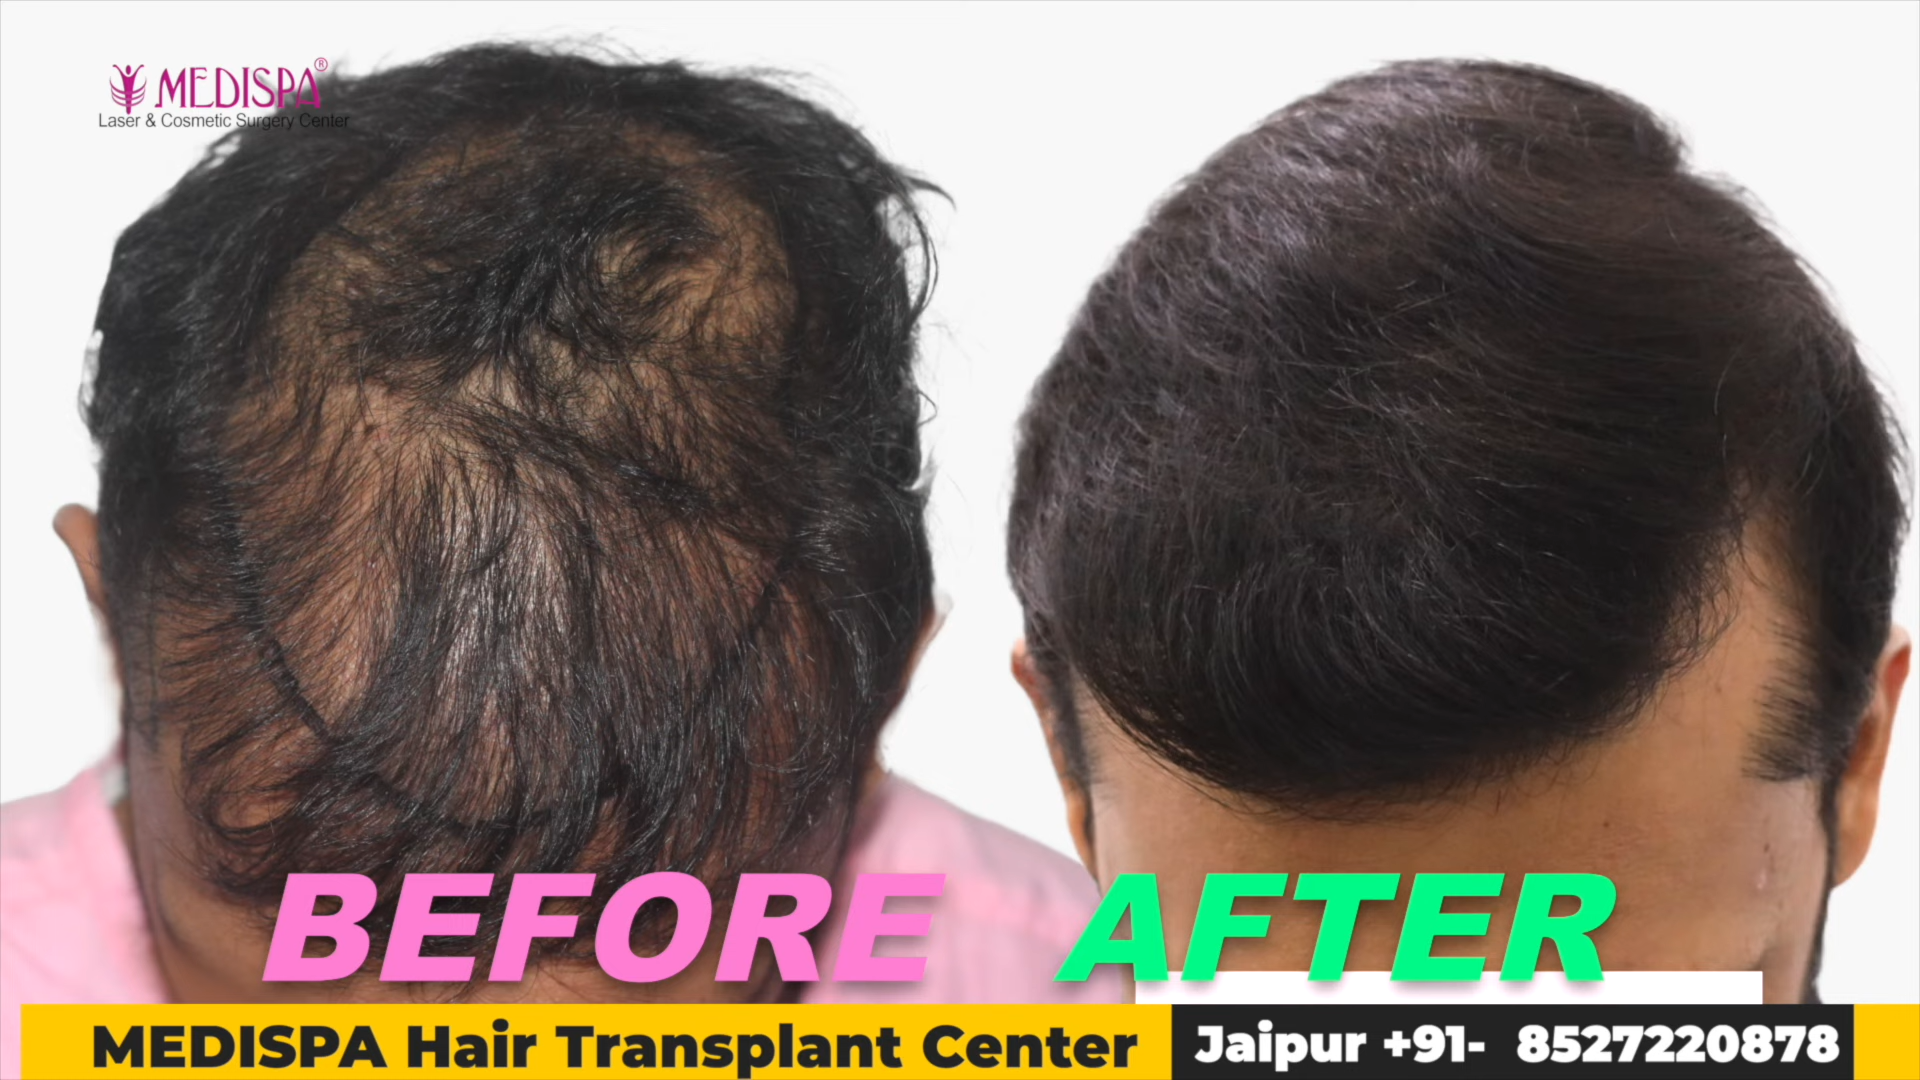 MEDISPA®
Laser & Cosmetic Surgery Center
BEFORE AFTER
MEDISPA Hair Transplant Center
Jaipur +91- 8527220878